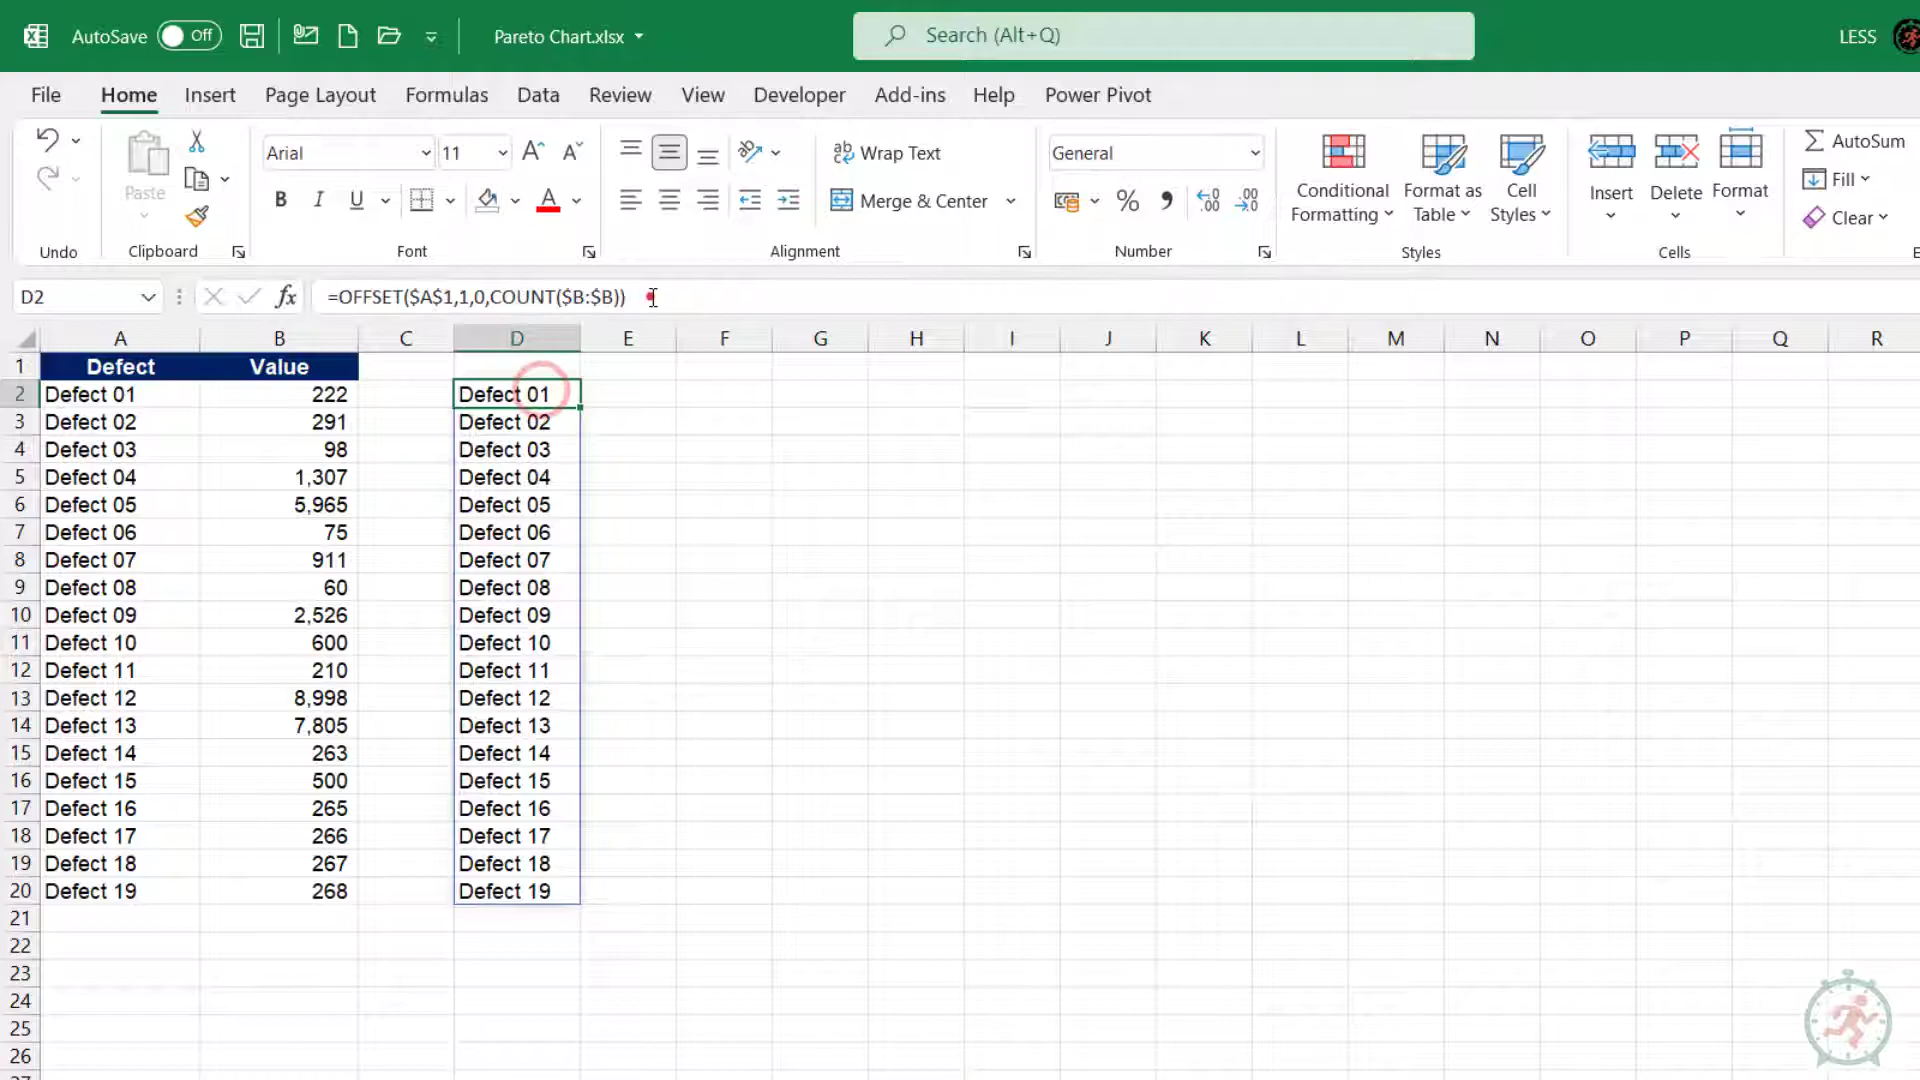 AutoSave Off Pareto Chart.xlsx Search (Alt+Q) LESS
File Home Insert Page Layout Formulas Data Review View Developer Add-ins Help Power Pivot
Paste Arial 11 A A Wrap Text General Conditional Formatting Format as Table Cell Styles Insert Delete Format AutoSum
B I U A Merge & Center % Fill
Clear
Undo Clipboard Font Alignment Number Styles Cells
D2 fx =OFFSET($A$1,1,0,COUNT($B:$B))
A B C D E F G H I J K L M N O P Q R
1 Defect Value
2 Defect 01 222 Defect 01
3 Defect 02 291 Defect 02
4 Defect 03 98 Defect 03
5 Defect 04 1,307 Defect 04
6 Defect 05 5,965 Defect 05
7 Defect 06 75 Defect 06
8 Defect 07 911 Defect 07
9 Defect 08 60 Defect 08
10 Defect 09 2,526 Defect 09
11 Defect 10 600 Defect 10
12 Defect 11 210 Defect 11
13 Defect 12 8,998 Defect 12
14 Defect 13 7,805 Defect 13
15 Defect 14 263 Defect 14
16 Defect 15 500 Defect 15
17 Defect 16 265 Defect 16
18 Defect 17 266 Defect 17
19 Defect 18 267 Defect 18
20 Defect 19 268 Defect 19
21
22
23
24
25
26